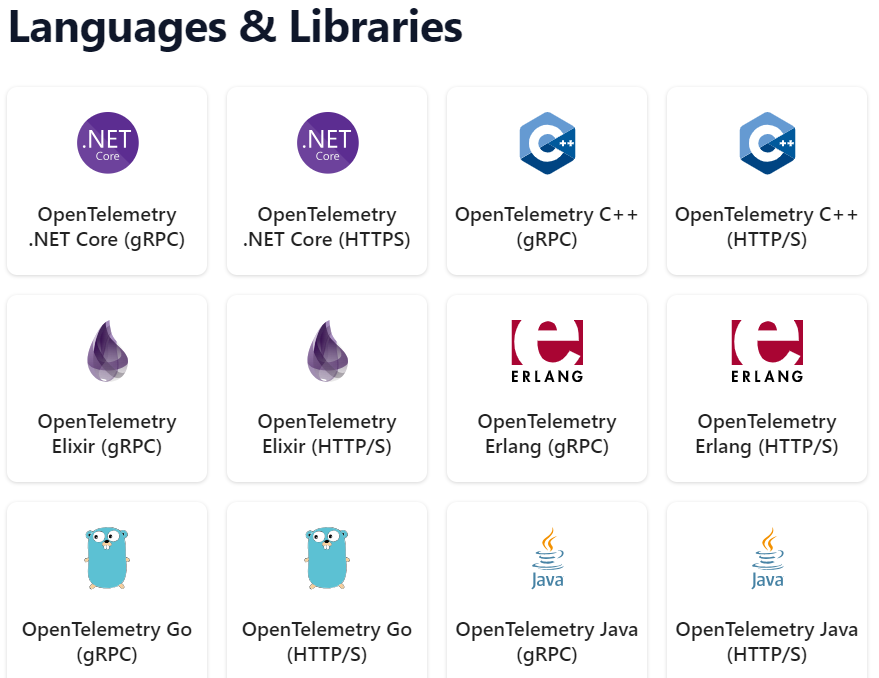 Languages & Libraries
.NET
Core
.NET
Core
C++
C++
OpenTelemetry
.NET Core (gRPC)
OpenTelemetry
.NET Core (HTTPS)
OpenTelemetry C++
(gRPC)
OpenTelemetry C++
(HTTP/S)
e
ERLANG
e
ERLANG
OpenTelemetry
Elixir (gRPC)
OpenTelemetry
Elixir (HTTP/S)
OpenTelemetry
Erlang (gRPC)
OpenTelemetry
Erlang (HTTP/S)
Java
Java
OpenTelemetry Go
(gRPC)
OpenTelemetry Go
(HTTP/S)
OpenTelemetry Java
(gRPC)
OpenTelemetry Java
(HTTP/S)